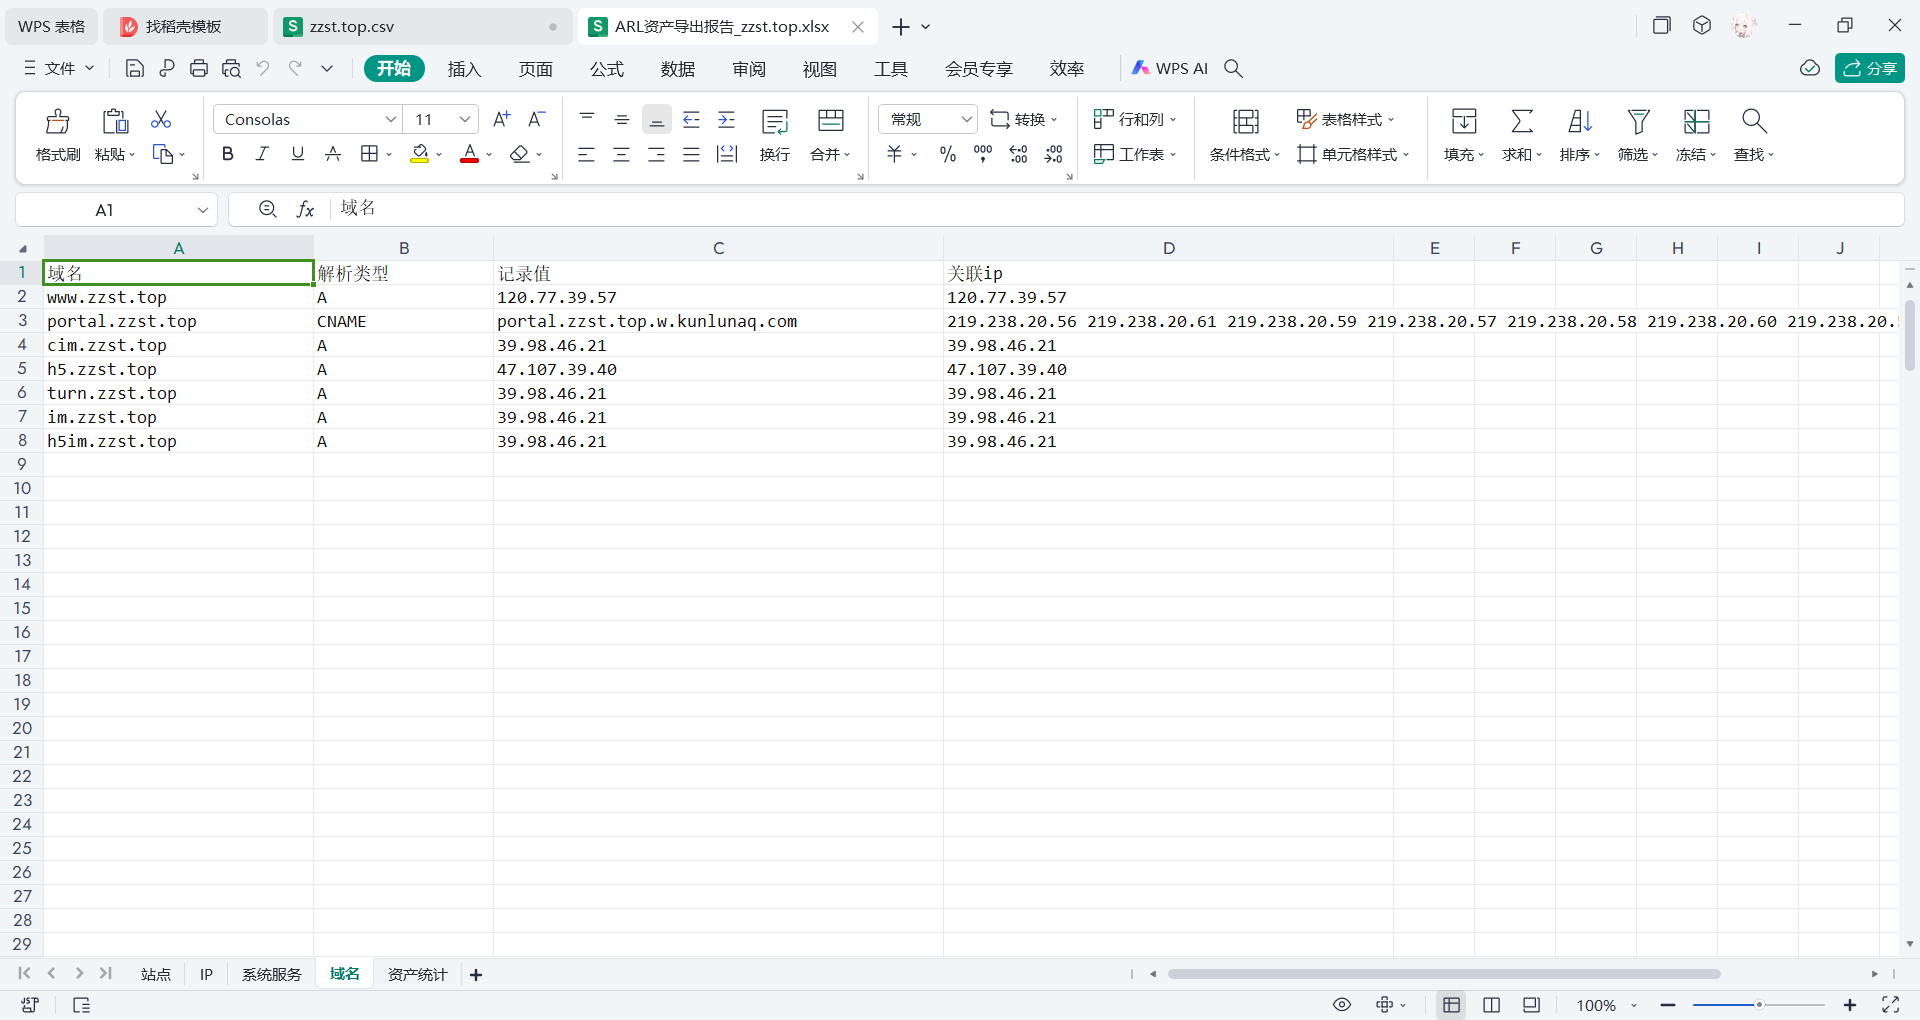 WPS 表格 找稻壳模板 zzst.top.csv ARL资产导出报告_zzst.top.xlsx
文件 开始 插入 页面 公式 数据 审阅 视图 工具 会员专享 效率 WPS AI 分享
Consolas 11 常规 转换 行和列 表格样式
格式刷 粘贴 换行 合并 工作表 条件格式 单元格样式 填充 求和 排序 筛选 冻结 查找
A1 fx 域名
A B C D E F G H I J
1 域名 解析类型 记录值 关联ip
2 www.zzst.top A 120.77.39.57 120.77.39.57
3 portal.zzst.top CNAME portal.zzst.top.w.kunlunaq.com 219.238.20.56 219.238.20.61 219.238.20.59 219.238.20.57 219.238.20.58 219.238.20.60 219.238.20.
4 cim.zzst.top A 39.98.46.21 39.98.46.21
5 h5.zzst.top A 47.107.39.40 47.107.39.40
6 turn.zzst.top A 39.98.46.21 39.98.46.21
7 im.zzst.top A 39.98.46.21 39.98.46.21
8 h5im.zzst.top A 39.98.46.21 39.98.46.21
9
10
11
12
13
14
15
16
17
18
19
20
21
22
23
24
25
26
27
28
29
站点 IP 系统服务 域名 资产统计
100%